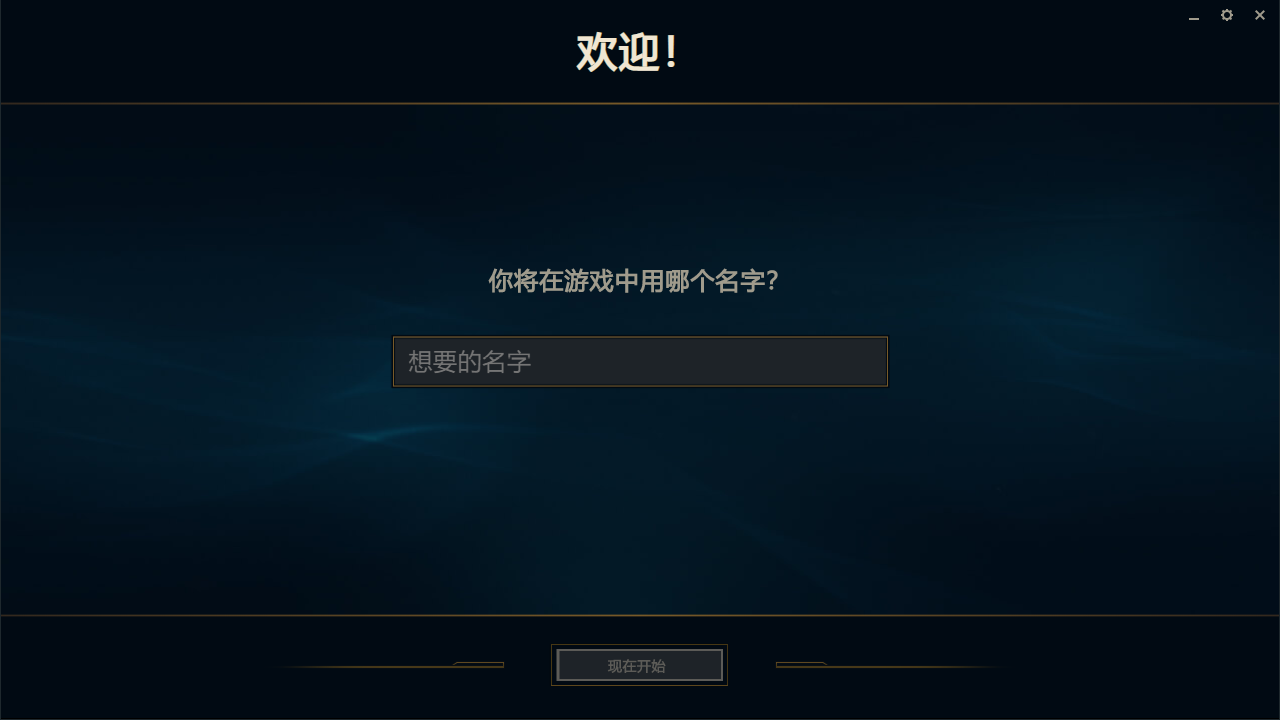 欢迎！
你将在游戏中用哪个名字？
想要的名字
现在开始